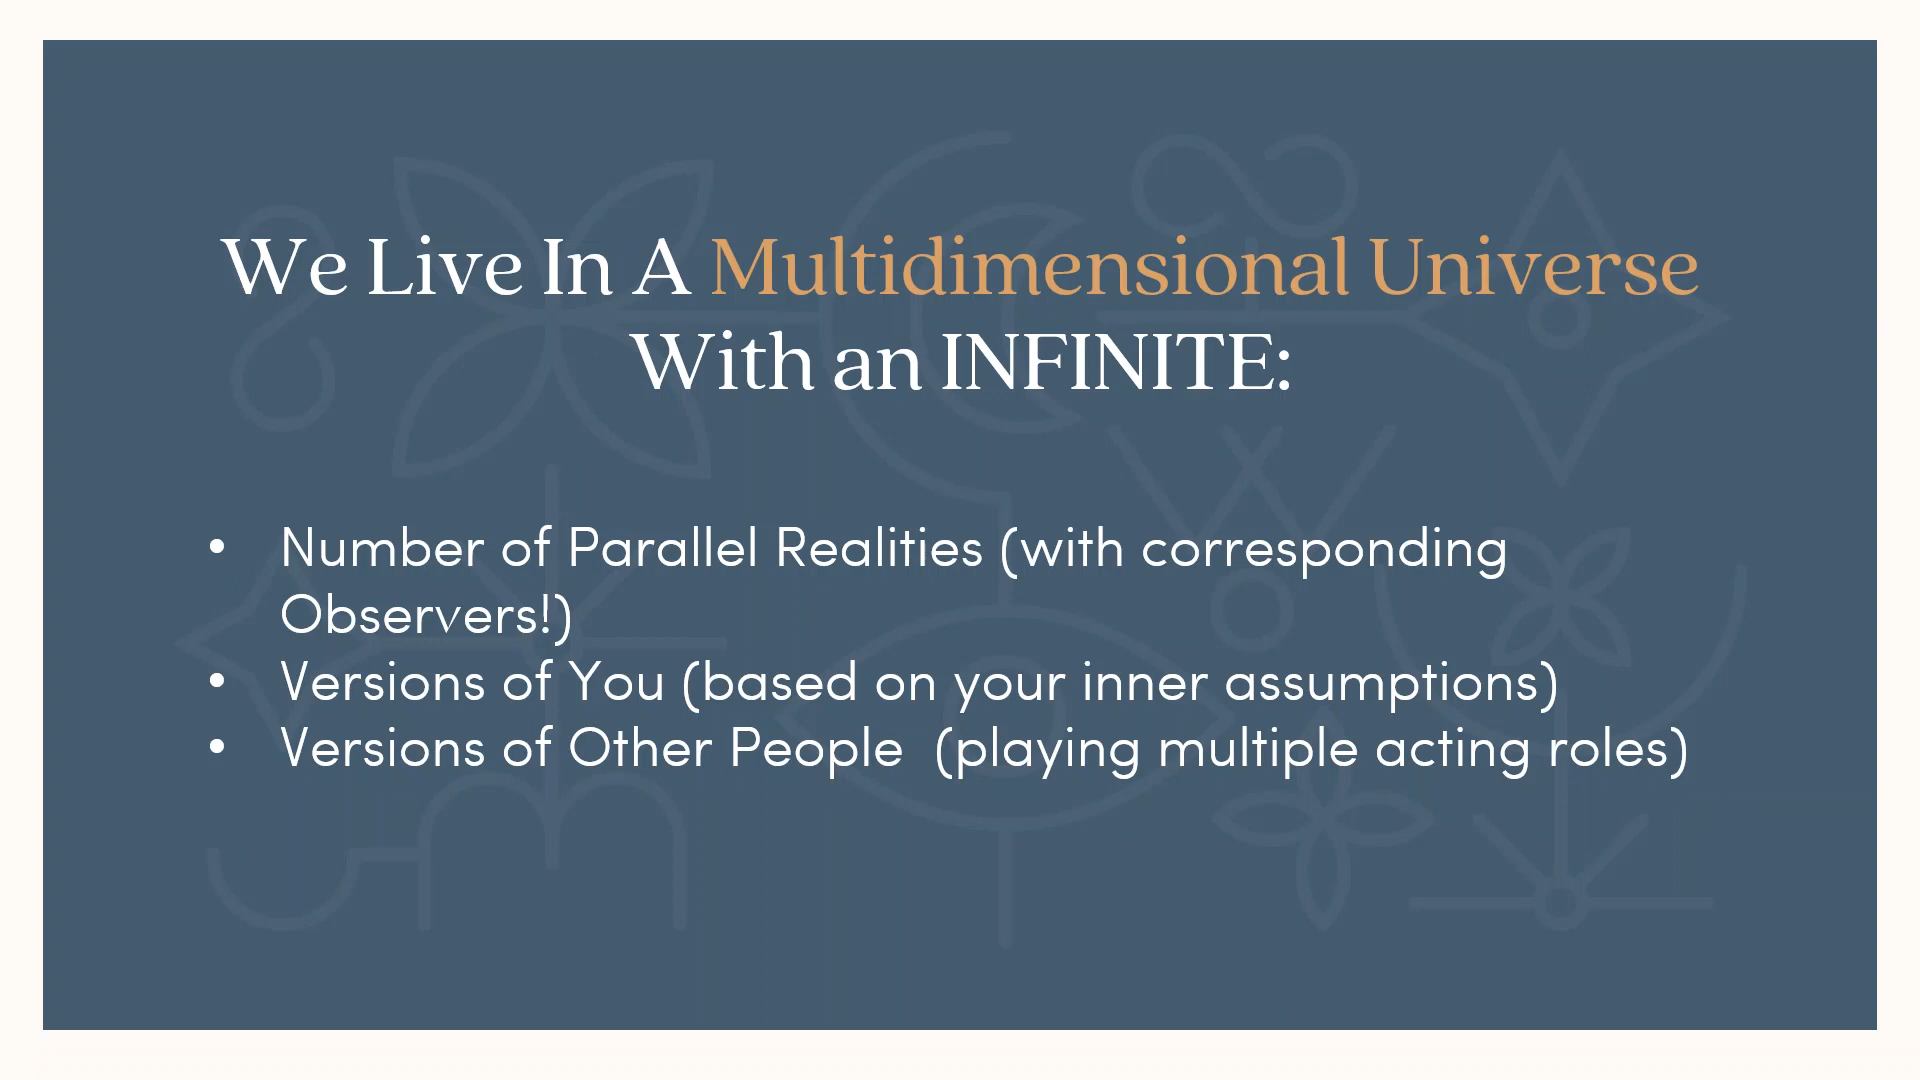 We Live In A Multidimensional Universe
With an INFINITE:
• Number of Parallel Realities (with corresponding
Observers!)
• Versions of You (based on your inner assumptions)
• Versions of Other People  (playing multiple acting roles)